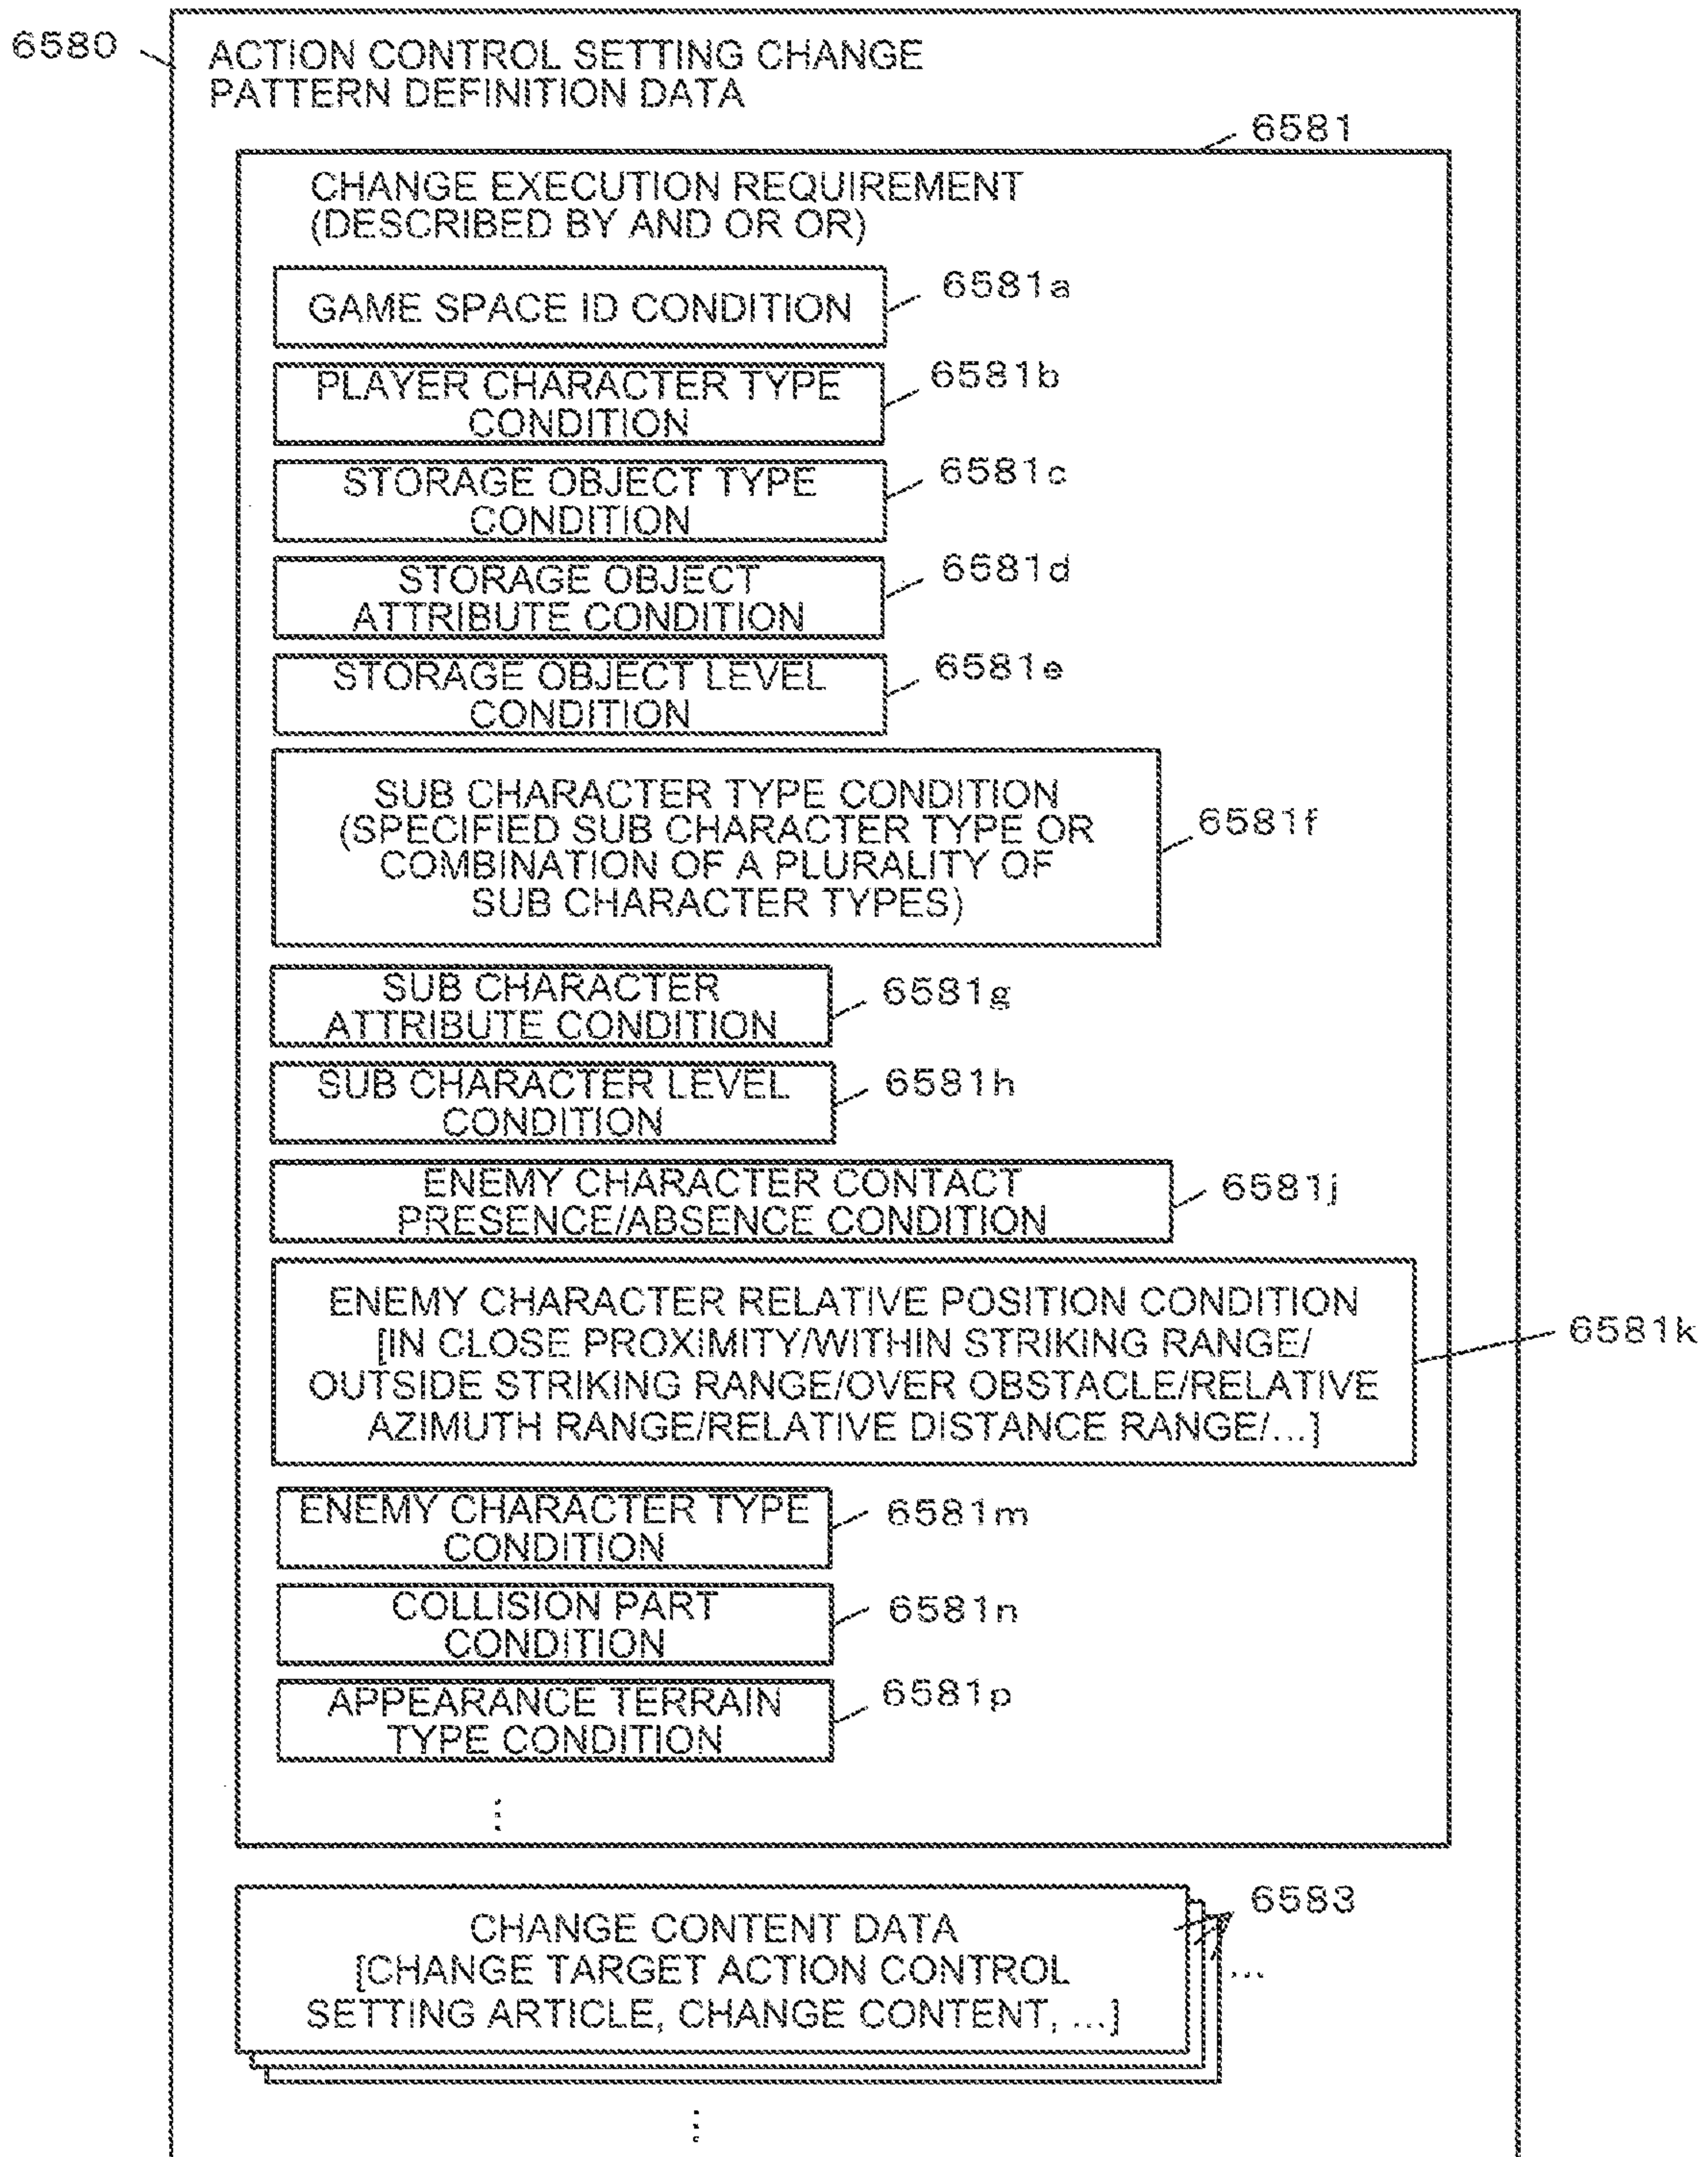 6580
ACTION CONTROL SETTING CHANGE
PATTERN DEFINITION DATA
6581
CHANGE EXECUTION REQUIREMENT
(DESCRIBED BY AND OR OR)
GAME SPACE ID CONDITION
6581a
PLAYER CHARACTER TYPE
CONDITION
6581b
STORAGE OBJECT TYPE
CONDITION
6581c
STORAGE OBJECT
ATTRIBUTE CONDITION
6581d
STORAGE OBJECT LEVEL
CONDITION
6581e
SUB CHARACTER TYPE CONDITION
(SPECIFIED SUB CHARACTER TYPE OR
COMBINATION OF A PLURALITY OF
SUB CHARACTER TYPES)
6581f
SUB CHARACTER
ATTRIBUTE CONDITION
6581g
SUB CHARACTER LEVEL
CONDITION
6581h
ENEMY CHARACTER CONTACT
PRESENCE/ABSENCE CONDITION
6581j
ENEMY CHARACTER RELATIVE POSITION CONDITION
[IN CLOSE PROXIMITY/WITHIN STRIKING RANGE/
OUTSIDE STRIKING RANGE/OVER OBSTACLE/RELATIVE
AZIMUTH RANGE/RELATIVE DISTANCE RANGE/...]
6581k
ENEMY CHARACTER TYPE
CONDITION
6581m
COLLISION PART
CONDITION
6581n
APPEARANCE TERRAIN
TYPE CONDITION
6581p
⋮
CHANGE CONTENT DATA
[CHANGE TARGET ACTION CONTROL
SETTING ARTICLE, CHANGE CONTENT, ...]
6583
...
⋮